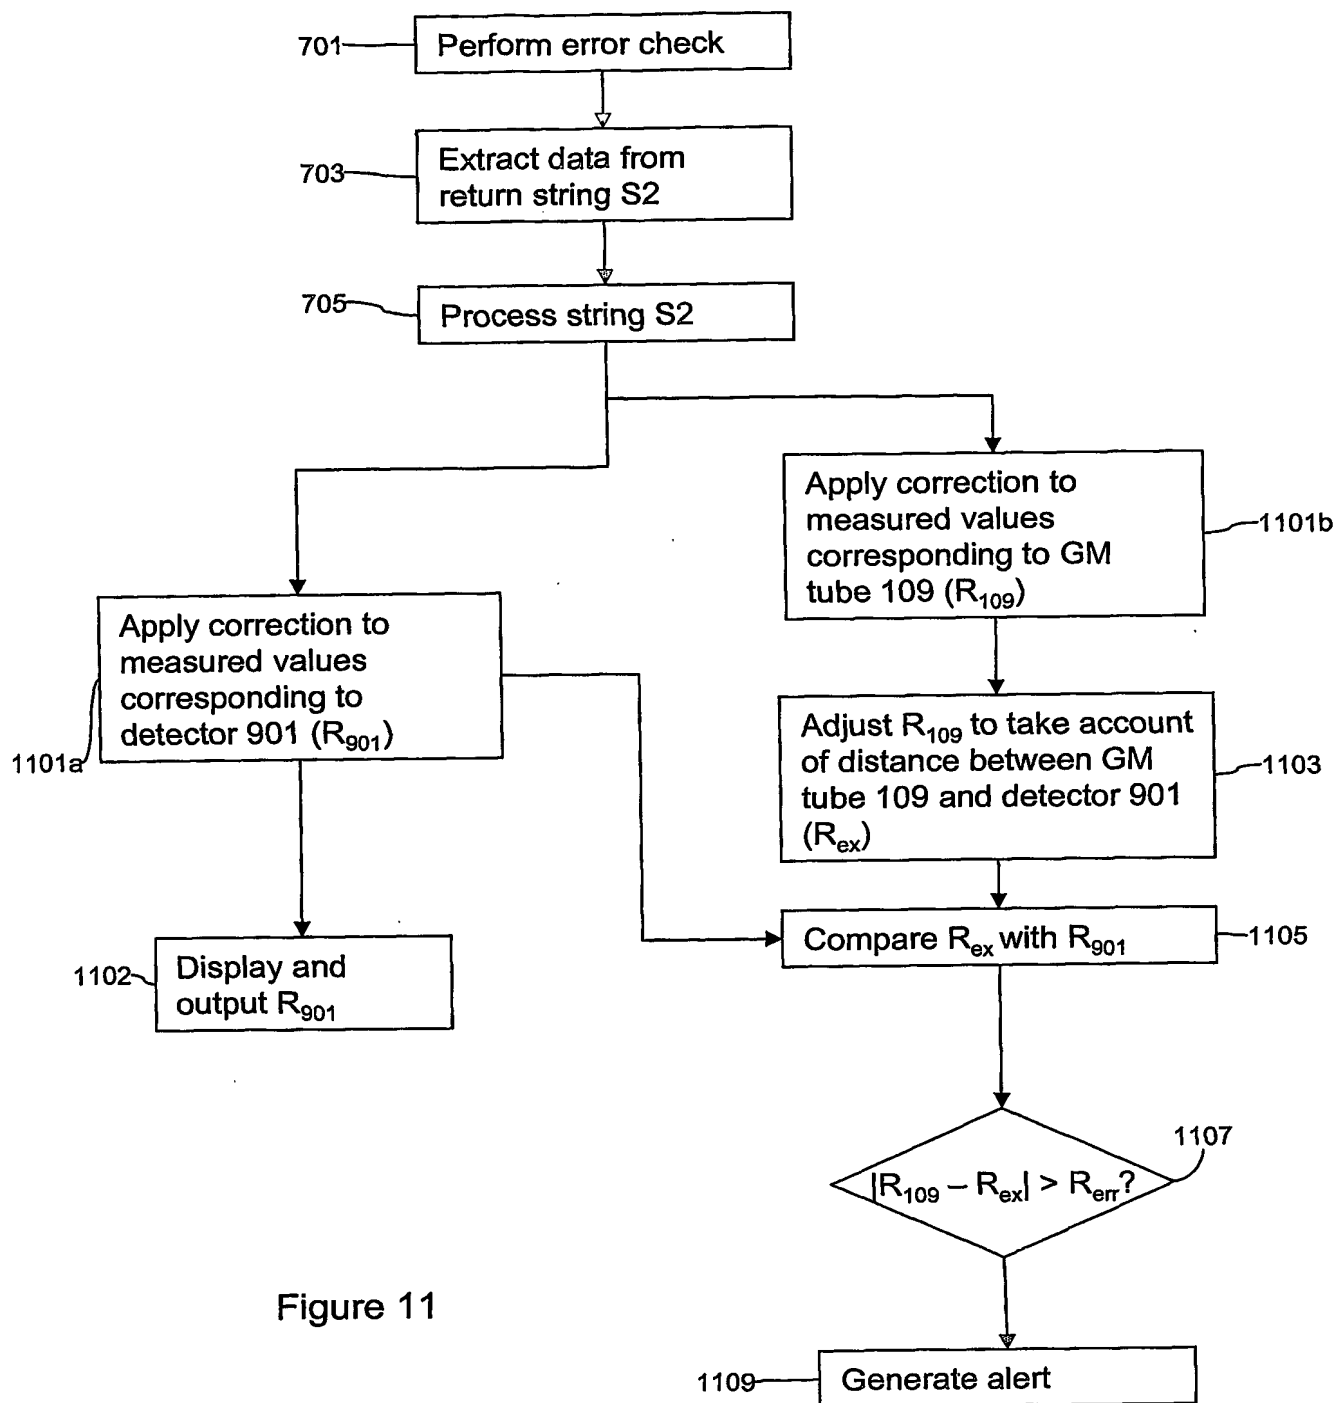 701
Perform error check
703
Extract data from
return string S2
705
Process string S2
Apply correction to
measured values
corresponding to GM
tube 109 (R₁₀₉)
1101b
Apply correction to
measured values
corresponding to
detector 901 (R₉₀₁)
1101a
Adjust R₁₀₉ to take account
of distance between GM
tube 109 and detector 901
(Rₑₓ)
1103
Compare Rₑₓ with R₉₀₁
1105
1102
Display and
output R₉₀₁
1107
|R₁₀₉ – Rₑₓ| > Rₑᵣᵣ?
Figure 11
1109
Generate alert